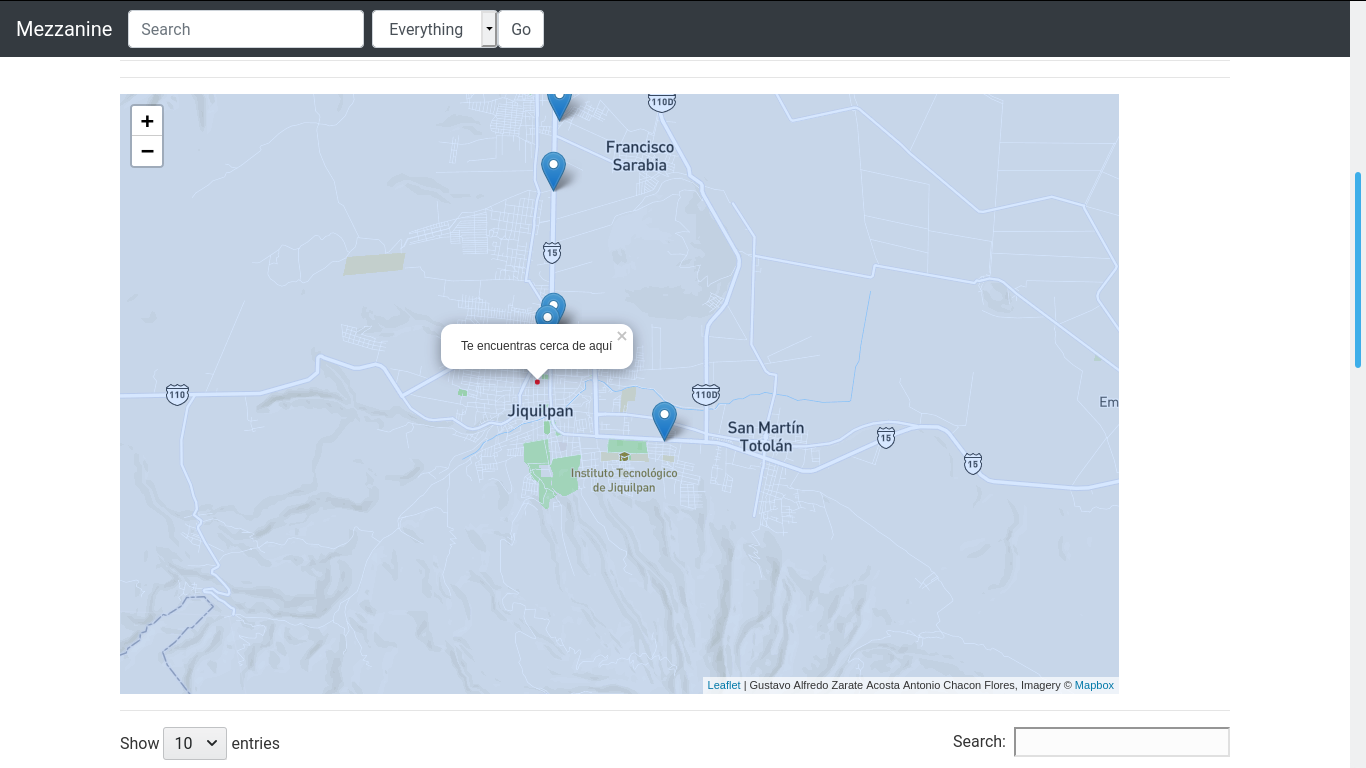 Mezzanine Search Everything Go
+
−
110D
Francisco
Sarabia
15
Te encuentras cerca de aquí ×
110
110D
Em
Jiquilpan
San Martín
Totolán
15
15
Instituto Tecnológico
de Jiquilpan
Leaflet | Gustavo Alfredo Zarate Acosta Antonio Chacon Flores, Imagery © Mapbox
Show 10 entries
Search: